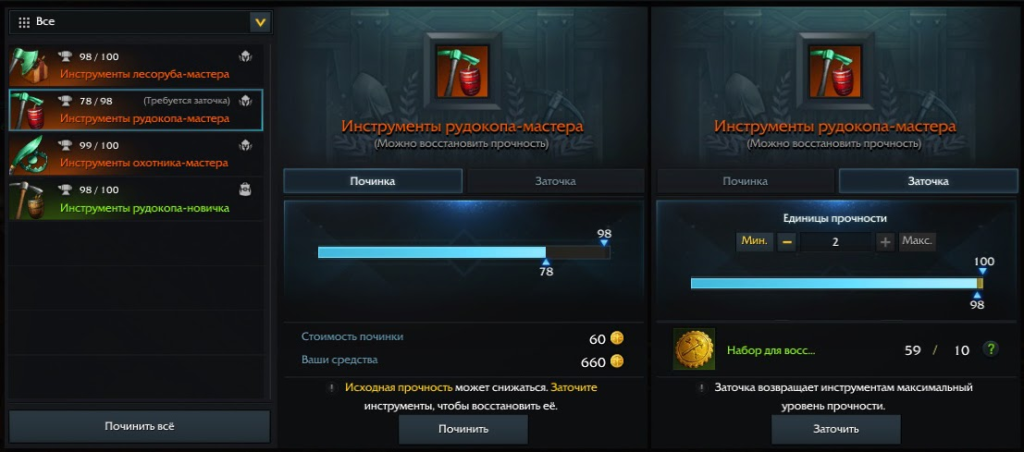 Все
98 / 100
Инструменты лесоруба-мастера
78 / 98 (Требуется заточка)
Инструменты рудокопа-мастера
99 / 100
Инструменты охотника-мастера
98 / 100
Инструменты рудокопа-новичка
Починить всё
Инструменты рудокопа-мастера
(Можно восстановить прочность)
Починка Заточка
98
78
Стоимость починки 60
Ваши средства 660
Исходная прочность может снижаться. Заточите
инструменты, чтобы восстановить её.
Починить
Инструменты рудокопа-мастера
(Можно восстановить прочность)
Починка Заточка
Единицы прочности
Мин. − 2 + Макс.
100
98
Набор для восс... 59 / 10 ?
! Заточка возвращает инструментам максимальный
уровень прочности.
Заточить